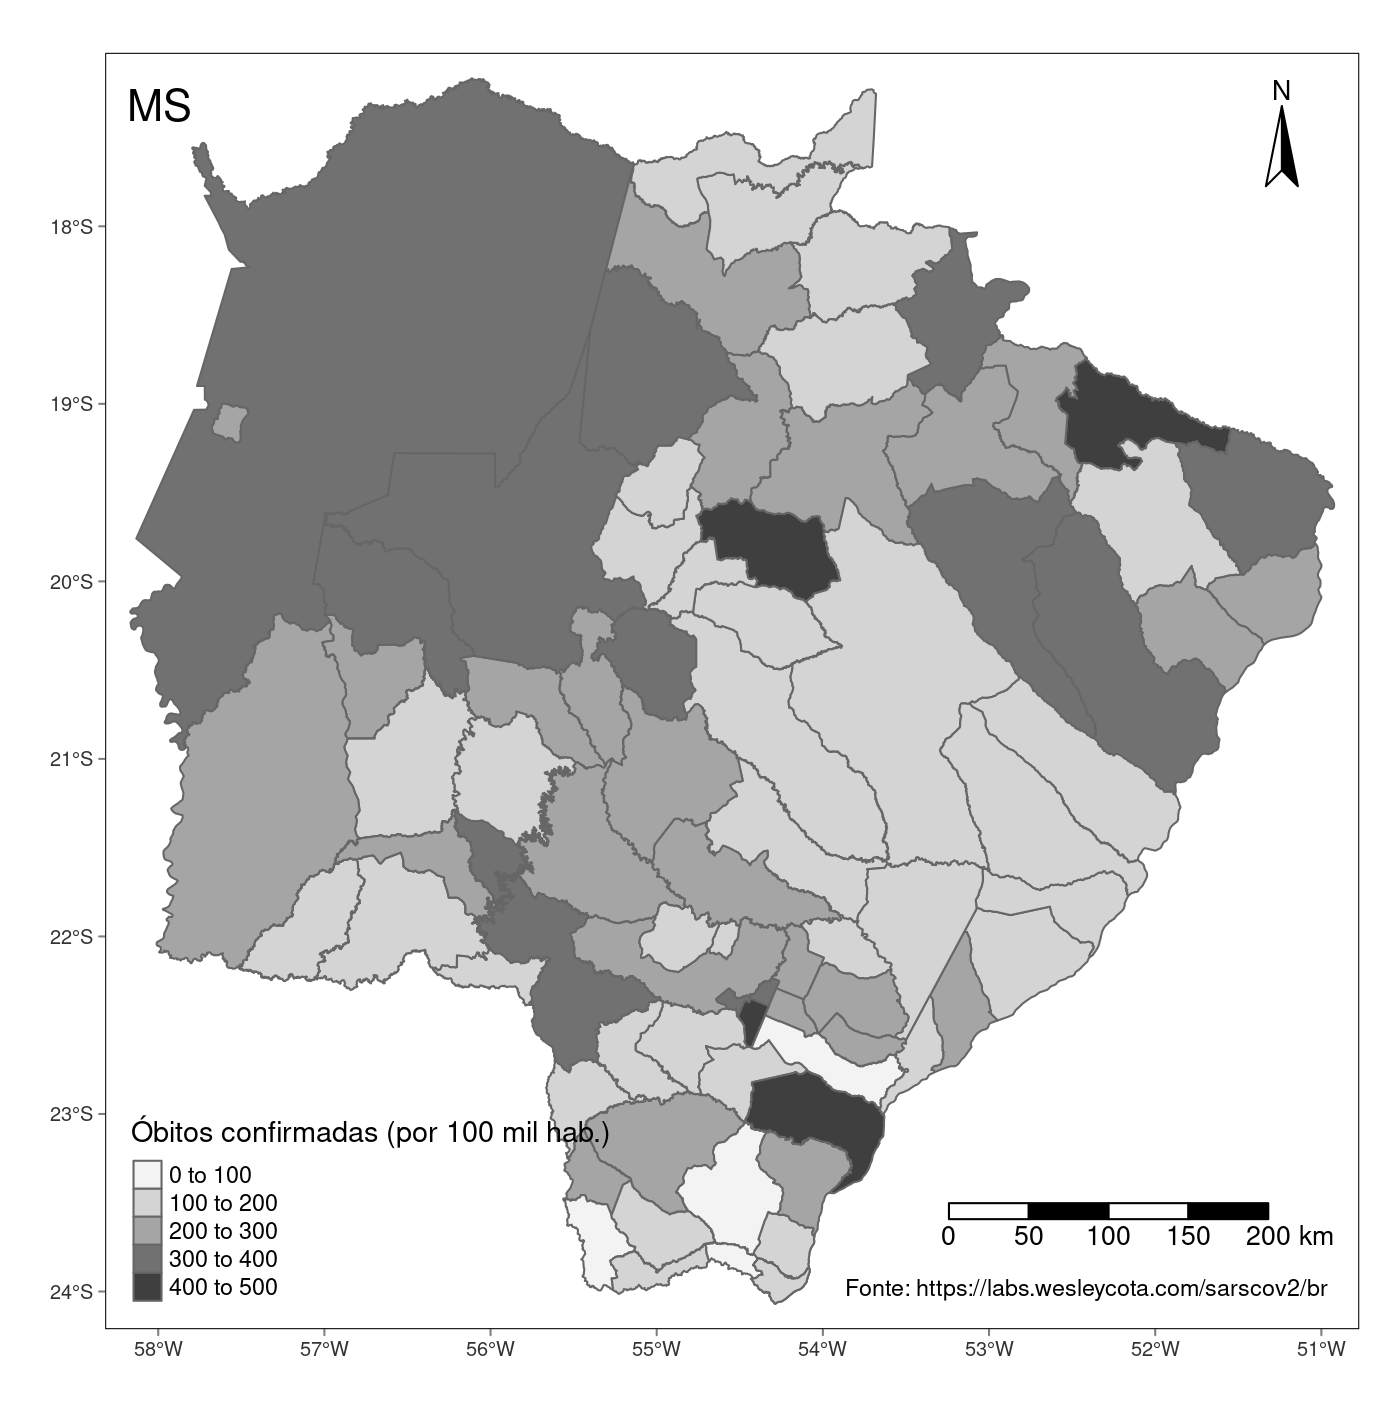 MS
N
18°S
19°S
20°S
21°S
22°S
23°S
24°S
Óbitos confirmadas (por 100 mil hab.)
0 to 100
100 to 200
200 to 300
300 to 400
400 to 500
0 50 100 150 200 km
Fonte: https://labs.wesleycota.com/sarscov2/br
58°W 57°W 56°W 55°W 54°W 53°W 52°W 51°W